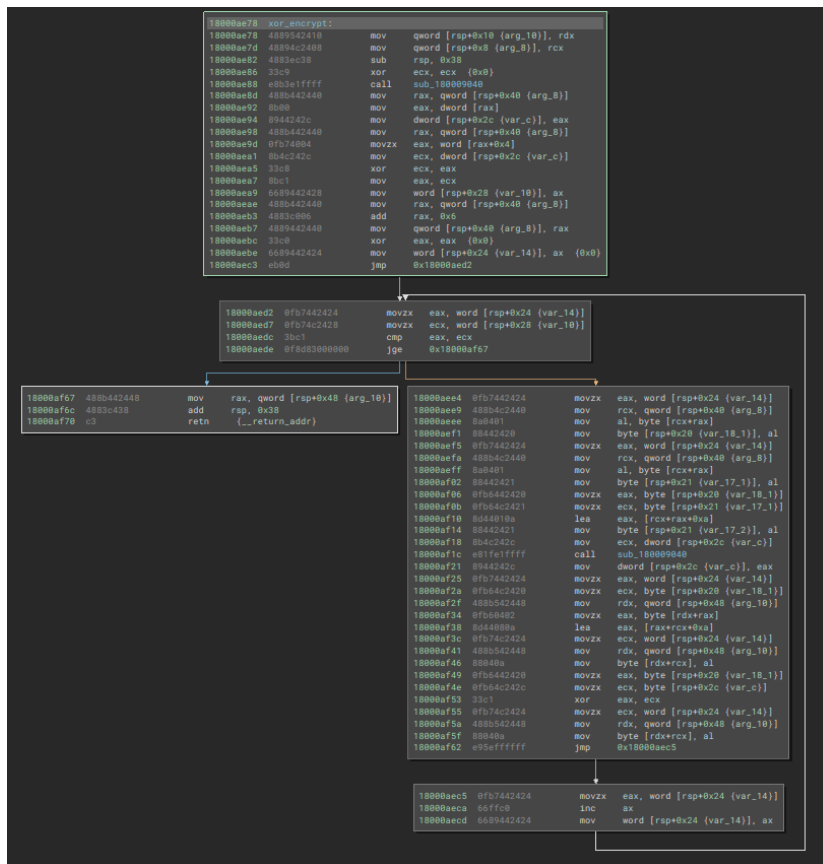 18000ae78 xor_encrypt:
18000ae78 4889542410 mov qword [rsp+0x10 {arg_10}], rdx
18000ae7d 48894c2408 mov qword [rsp+0x8 {arg_8}], rcx
18000ae82 4883ec38 sub rsp, 0x38
18000ae86 33c9 xor ecx, ecx {0x0}
18000ae88 e8b3e1ffff call sub_180009040
18000ae8d 488b442440 mov rax, qword [rsp+0x40 {arg_8}]
18000ae92 8b00 mov eax, dword [rax]
18000ae94 8944242c mov dword [rsp+0x2c {var_c}], eax
18000ae98 488b442440 mov rax, qword [rsp+0x40 {arg_8}]
18000ae9d 0fb74004 movzx eax, word [rax+0x4]
18000aea1 8b4c242c mov ecx, dword [rsp+0x2c {var_c}]
18000aea5 33c8 xor ecx, eax
18000aea7 8bc1 mov eax, ecx
18000aea9 6689442428 mov word [rsp+0x28 {var_10}], ax
18000aeae 488b442440 mov rax, qword [rsp+0x40 {arg_8}]
18000aeb3 4883c006 add rax, 0x6
18000aeb7 4889442440 mov qword [rsp+0x40 {arg_8}], rax
18000aebc 33c0 xor eax, eax {0x0}
18000aebe 6689442424 mov word [rsp+0x24 {var_14}], ax {0x0}
18000aec3 eb0d jmp 0x18000aed2
18000aed2 0fb7442424 movzx eax, word [rsp+0x24 {var_14}]
18000aed7 0fb74c2428 movzx ecx, word [rsp+0x28 {var_10}]
18000aedc 3bc1 cmp eax, ecx
18000aede 0f8d83000000 jge 0x18000af67
18000af67 488b442448 mov rax, qword [rsp+0x48 {arg_10}]
18000af6c 4883c438 add rsp, 0x38
18000af70 c3 retn {__return_addr}
18000aee4 0fb7442424 movzx eax, word [rsp+0x24 {var_14}]
18000aee9 488b4c2440 mov rcx, qword [rsp+0x40 {arg_8}]
18000aeee 8a0401 mov al, byte [rcx+rax]
18000aef1 88442420 mov byte [rsp+0x20 {var_18_1}], al
18000aef5 0fb7442424 movzx eax, word [rsp+0x24 {var_14}]
18000aefa 488b4c2440 mov rcx, qword [rsp+0x40 {arg_8}]
18000aeff 8a0401 mov al, byte [rcx+rax]
18000af02 88442421 mov byte [rsp+0x21 {var_17_1}], al
18000af06 0fb6442420 movzx eax, byte [rsp+0x20 {var_18_1}]
18000af0b 0fb64c2421 movzx ecx, byte [rsp+0x21 {var_17_1}]
18000af10 8d44010a lea eax, [rcx+rax+0xa]
18000af14 88442421 mov byte [rsp+0x21 {var_17_2}], al
18000af18 8b4c242c mov ecx, dword [rsp+0x2c {var_c}]
18000af1c e81fe1ffff call sub_180009040
18000af21 8944242c mov dword [rsp+0x2c {var_c}], eax
18000af25 0fb7442424 movzx eax, word [rsp+0x24 {var_14}]
18000af2a 0fb64c2420 movzx ecx, byte [rsp+0x20 {var_18_1}]
18000af2f 488b542448 mov rdx, qword [rsp+0x48 {arg_10}]
18000af34 0fb60402 movzx eax, byte [rdx+rax]
18000af38 8d44080a lea eax, [rax+rcx+0xa]
18000af3c 0fb74c2424 movzx ecx, word [rsp+0x24 {var_14}]
18000af41 488b542448 mov rdx, qword [rsp+0x48 {arg_10}]
18000af46 88040a mov byte [rdx+rcx], al
18000af49 0fb6442420 movzx eax, byte [rsp+0x20 {var_18_1}]
18000af4e 0fb64c242c movzx ecx, byte [rsp+0x2c {var_c}]
18000af53 33c1 xor eax, ecx
18000af55 0fb74c2424 movzx ecx, word [rsp+0x24 {var_14}]
18000af5a 488b542448 mov rdx, qword [rsp+0x48 {arg_10}]
18000af5f 88040a mov byte [rdx+rcx], al
18000af62 e95effffff jmp 0x18000aec5
18000aec5 0fb7442424 movzx eax, word [rsp+0x24 {var_14}]
18000aeca 66ffc0 inc ax
18000aecd 6689442424 mov word [rsp+0x24 {var_14}], ax